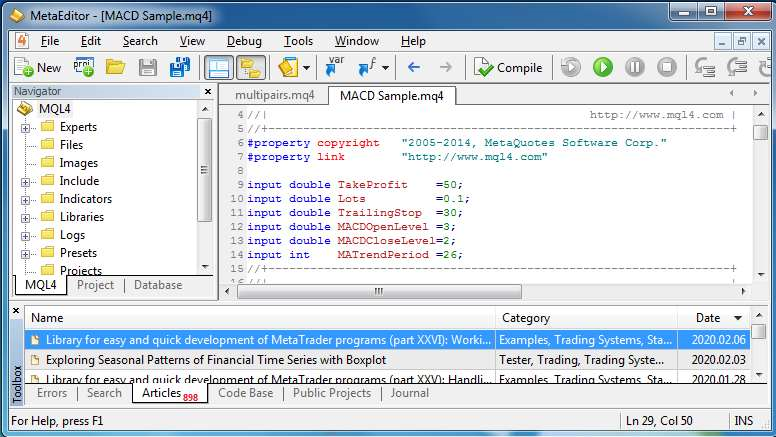 MetaEditor - [MACD Sample.mq4]
File Edit Search View Debug Tools Window Help
New proj var f Compile
Navigator
MQL4
Experts
Files
Images
Include
Indicators
Libraries
Logs
Presets
Projects
MQL4 Project Database
multipairs.mq4 MACD Sample.mq4
4 //| http://www.mql4.com |
5 //+------------------------------------------------------------------+
6 #property copyright "2005-2014, MetaQuotes Software Corp."
7 #property link "http://www.mql4.com"
8
9 input double TakeProfit =50;
10 input double Lots =0.1;
11 input double TrailingStop =30;
12 input double MACDOpenLevel =3;
13 input double MACDCloseLevel=2;
14 input int MATrendPeriod =26;
15 //+------------------------------------------------------------------+
Name Category Date
Library for easy and quick development of MetaTrader programs (part XXVI): Worki... Examples, Trading Systems, Sta... 2020.02.06
Exploring Seasonal Patterns of Financial Time Series with Boxplot Tester, Trading, Trading Syste... 2020.02.03
Library for easy and quick development of MetaTrader programs (part XXV): Handli... Examples, Trading Systems, Sta... 2020.01.28
Toolbox
Errors Search Articles 898 Code Base Public Projects Journal
For Help, press F1 Ln 29, Col 50 INS